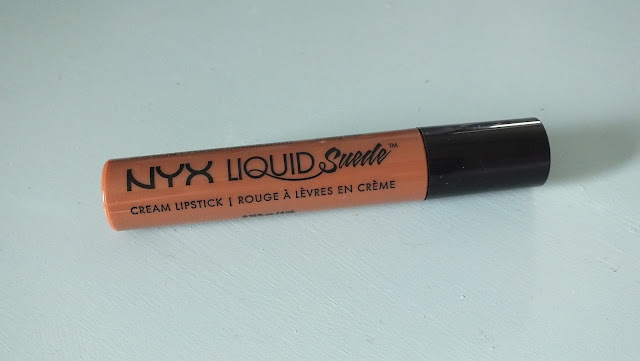 NYX LIQUID Suede™
CREAM LIPSTICK | ROUGE À LÈVRES EN CRÈME